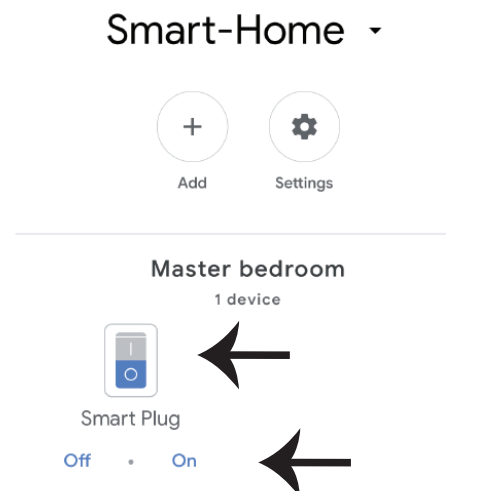 Smart-Home
Add Settings
Master bedroom
1 device
Smart Plug
Off • On